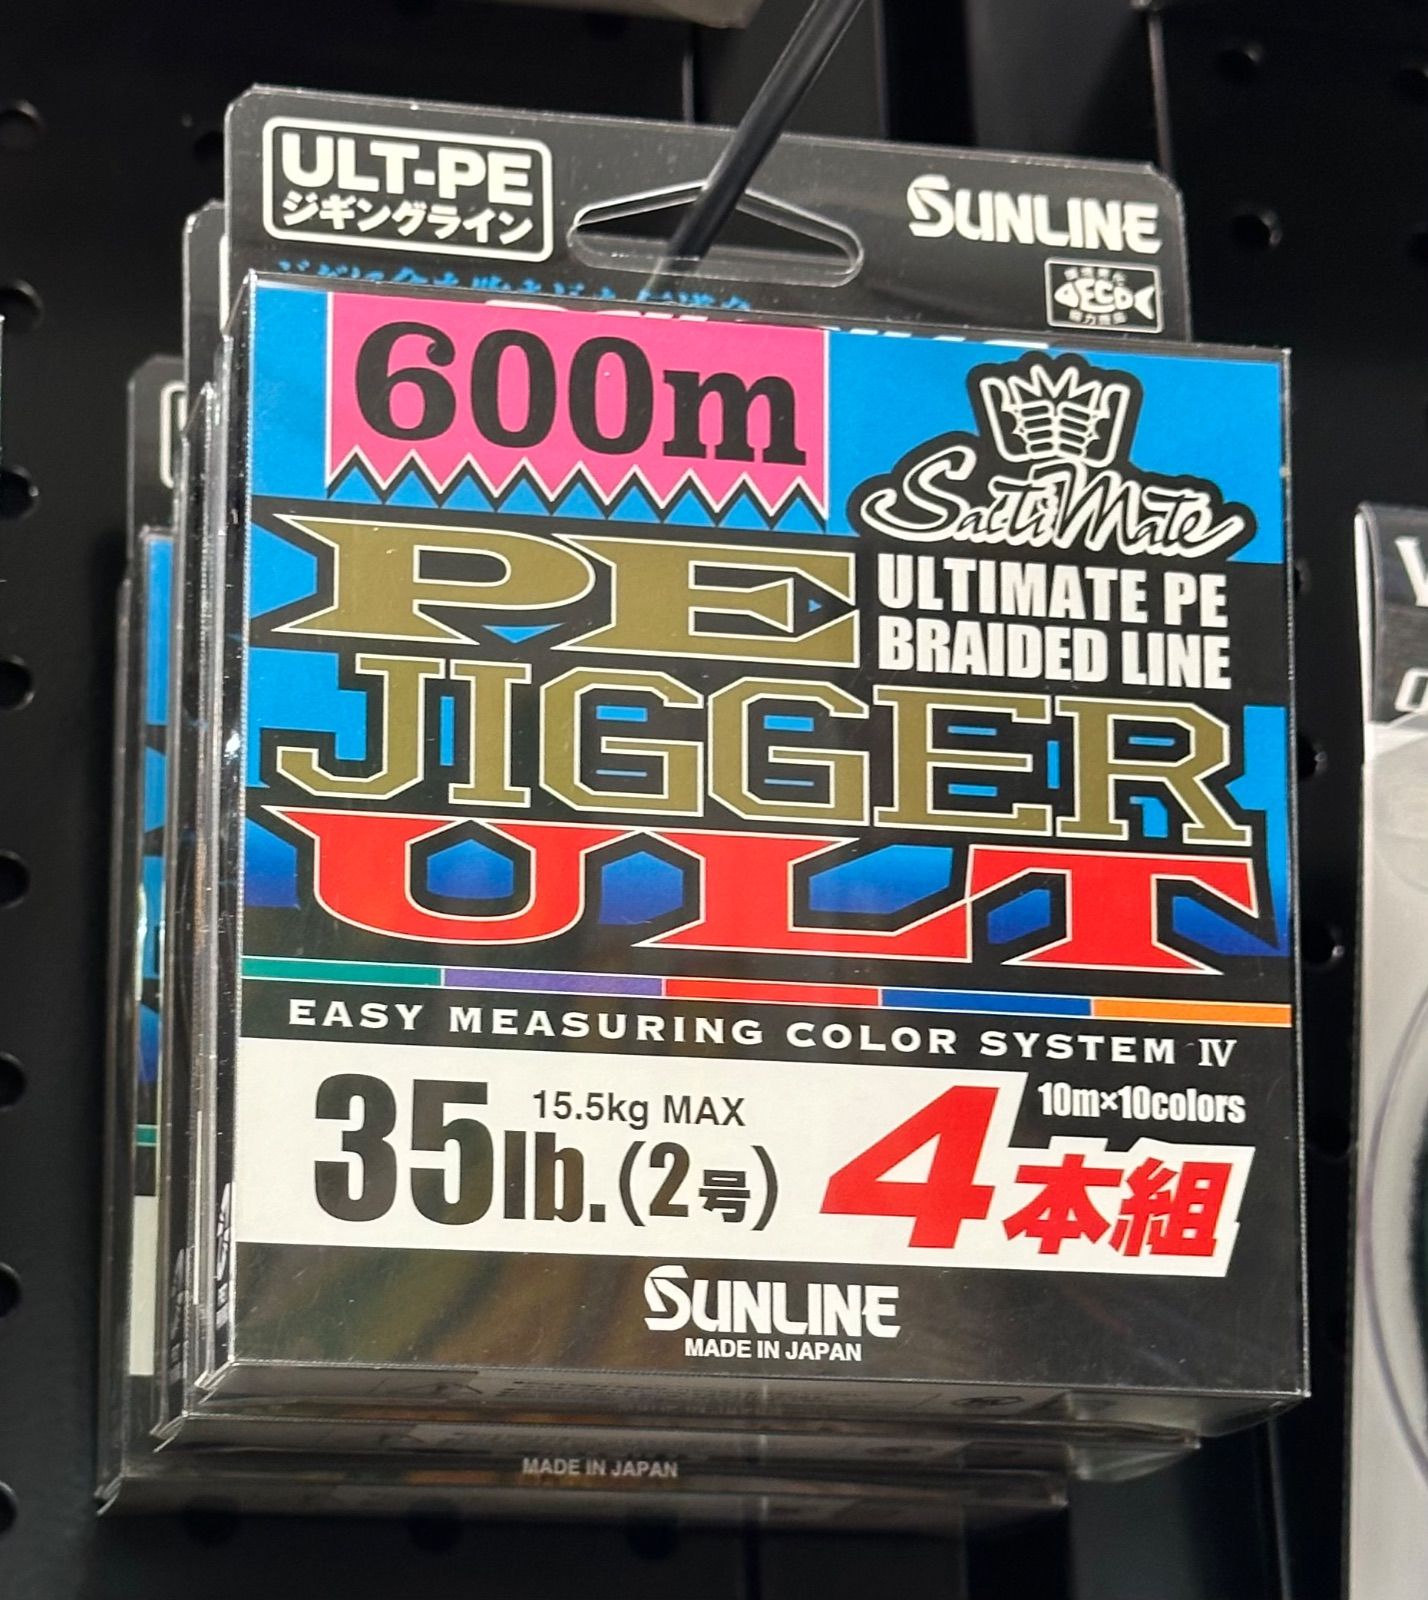 ULT-PE
ジギングライン
SUNLINE
ECO
600m
SaltiMate
PE
JIGGER
ULT
ULTIMATE PE
BRAIDED LINE
EASY MEASURING COLOR SYSTEM IV
35lb.(2号)
15.5kg MAX
10m×10colors
4本組
SUNLINE
MADE IN JAPAN
MADE IN JAPAN